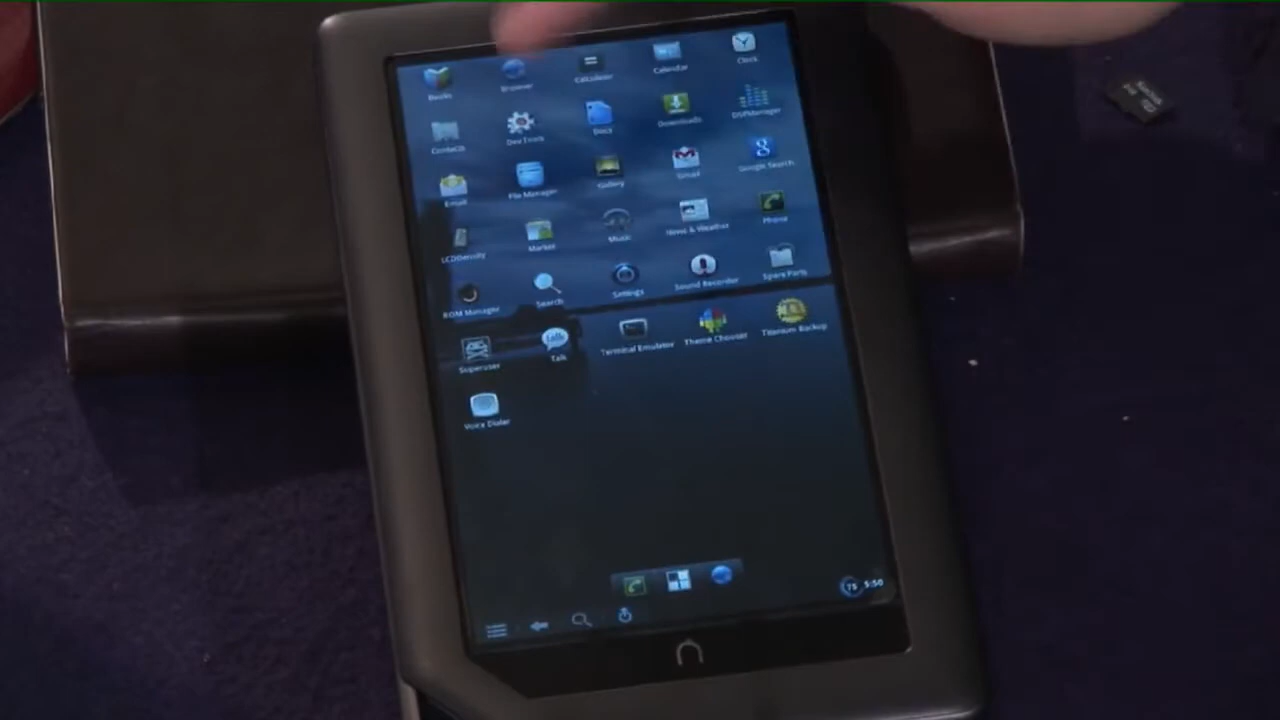 Books
Browser
Calculator
Calendar
Clock
Contacts
Dev Tools
Docs
Downloads
DSPManager
Email
File Manager
Gallery
Gmail
Google Search
LCDDensity
Market
Music
News & Weather
Phone
ROM Manager
Search
Settings
Sound Recorder
Spare Parts
Superuser
talk
Talk
Terminal Emulator
Theme Chooser
Titanium Backup
Voice Dialer
75 5:50